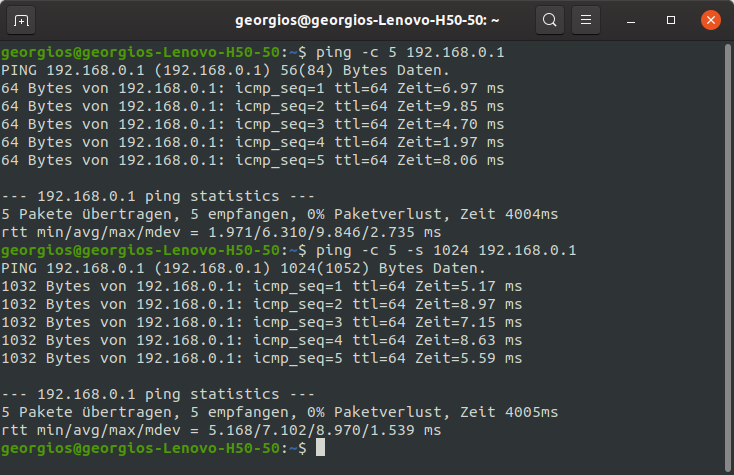 georgios@georgios-Lenovo-H50-50: ~
georgios@georgios-Lenovo-H50-50:~$ ping -c 5 192.168.0.1
PING 192.168.0.1 (192.168.0.1) 56(84) Bytes Daten.
64 Bytes von 192.168.0.1: icmp_seq=1 ttl=64 Zeit=6.97 ms
64 Bytes von 192.168.0.1: icmp_seq=2 ttl=64 Zeit=9.85 ms
64 Bytes von 192.168.0.1: icmp_seq=3 ttl=64 Zeit=4.70 ms
64 Bytes von 192.168.0.1: icmp_seq=4 ttl=64 Zeit=1.97 ms
64 Bytes von 192.168.0.1: icmp_seq=5 ttl=64 Zeit=8.06 ms
--- 192.168.0.1 ping statistics ---
5 Pakete übertragen, 5 empfangen, 0% Paketverlust, Zeit 4004ms
rtt min/avg/max/mdev = 1.971/6.310/9.846/2.735 ms
georgios@georgios-Lenovo-H50-50:~$ ping -c 5 -s 1024 192.168.0.1
PING 192.168.0.1 (192.168.0.1) 1024(1052) Bytes Daten.
1032 Bytes von 192.168.0.1: icmp_seq=1 ttl=64 Zeit=5.17 ms
1032 Bytes von 192.168.0.1: icmp_seq=2 ttl=64 Zeit=8.97 ms
1032 Bytes von 192.168.0.1: icmp_seq=3 ttl=64 Zeit=7.15 ms
1032 Bytes von 192.168.0.1: icmp_seq=4 ttl=64 Zeit=8.63 ms
1032 Bytes von 192.168.0.1: icmp_seq=5 ttl=64 Zeit=5.59 ms
--- 192.168.0.1 ping statistics ---
5 Pakete übertragen, 5 empfangen, 0% Paketverlust, Zeit 4005ms
rtt min/avg/max/mdev = 5.168/7.102/8.970/1.539 ms
georgios@georgios-Lenovo-H50-50:~$